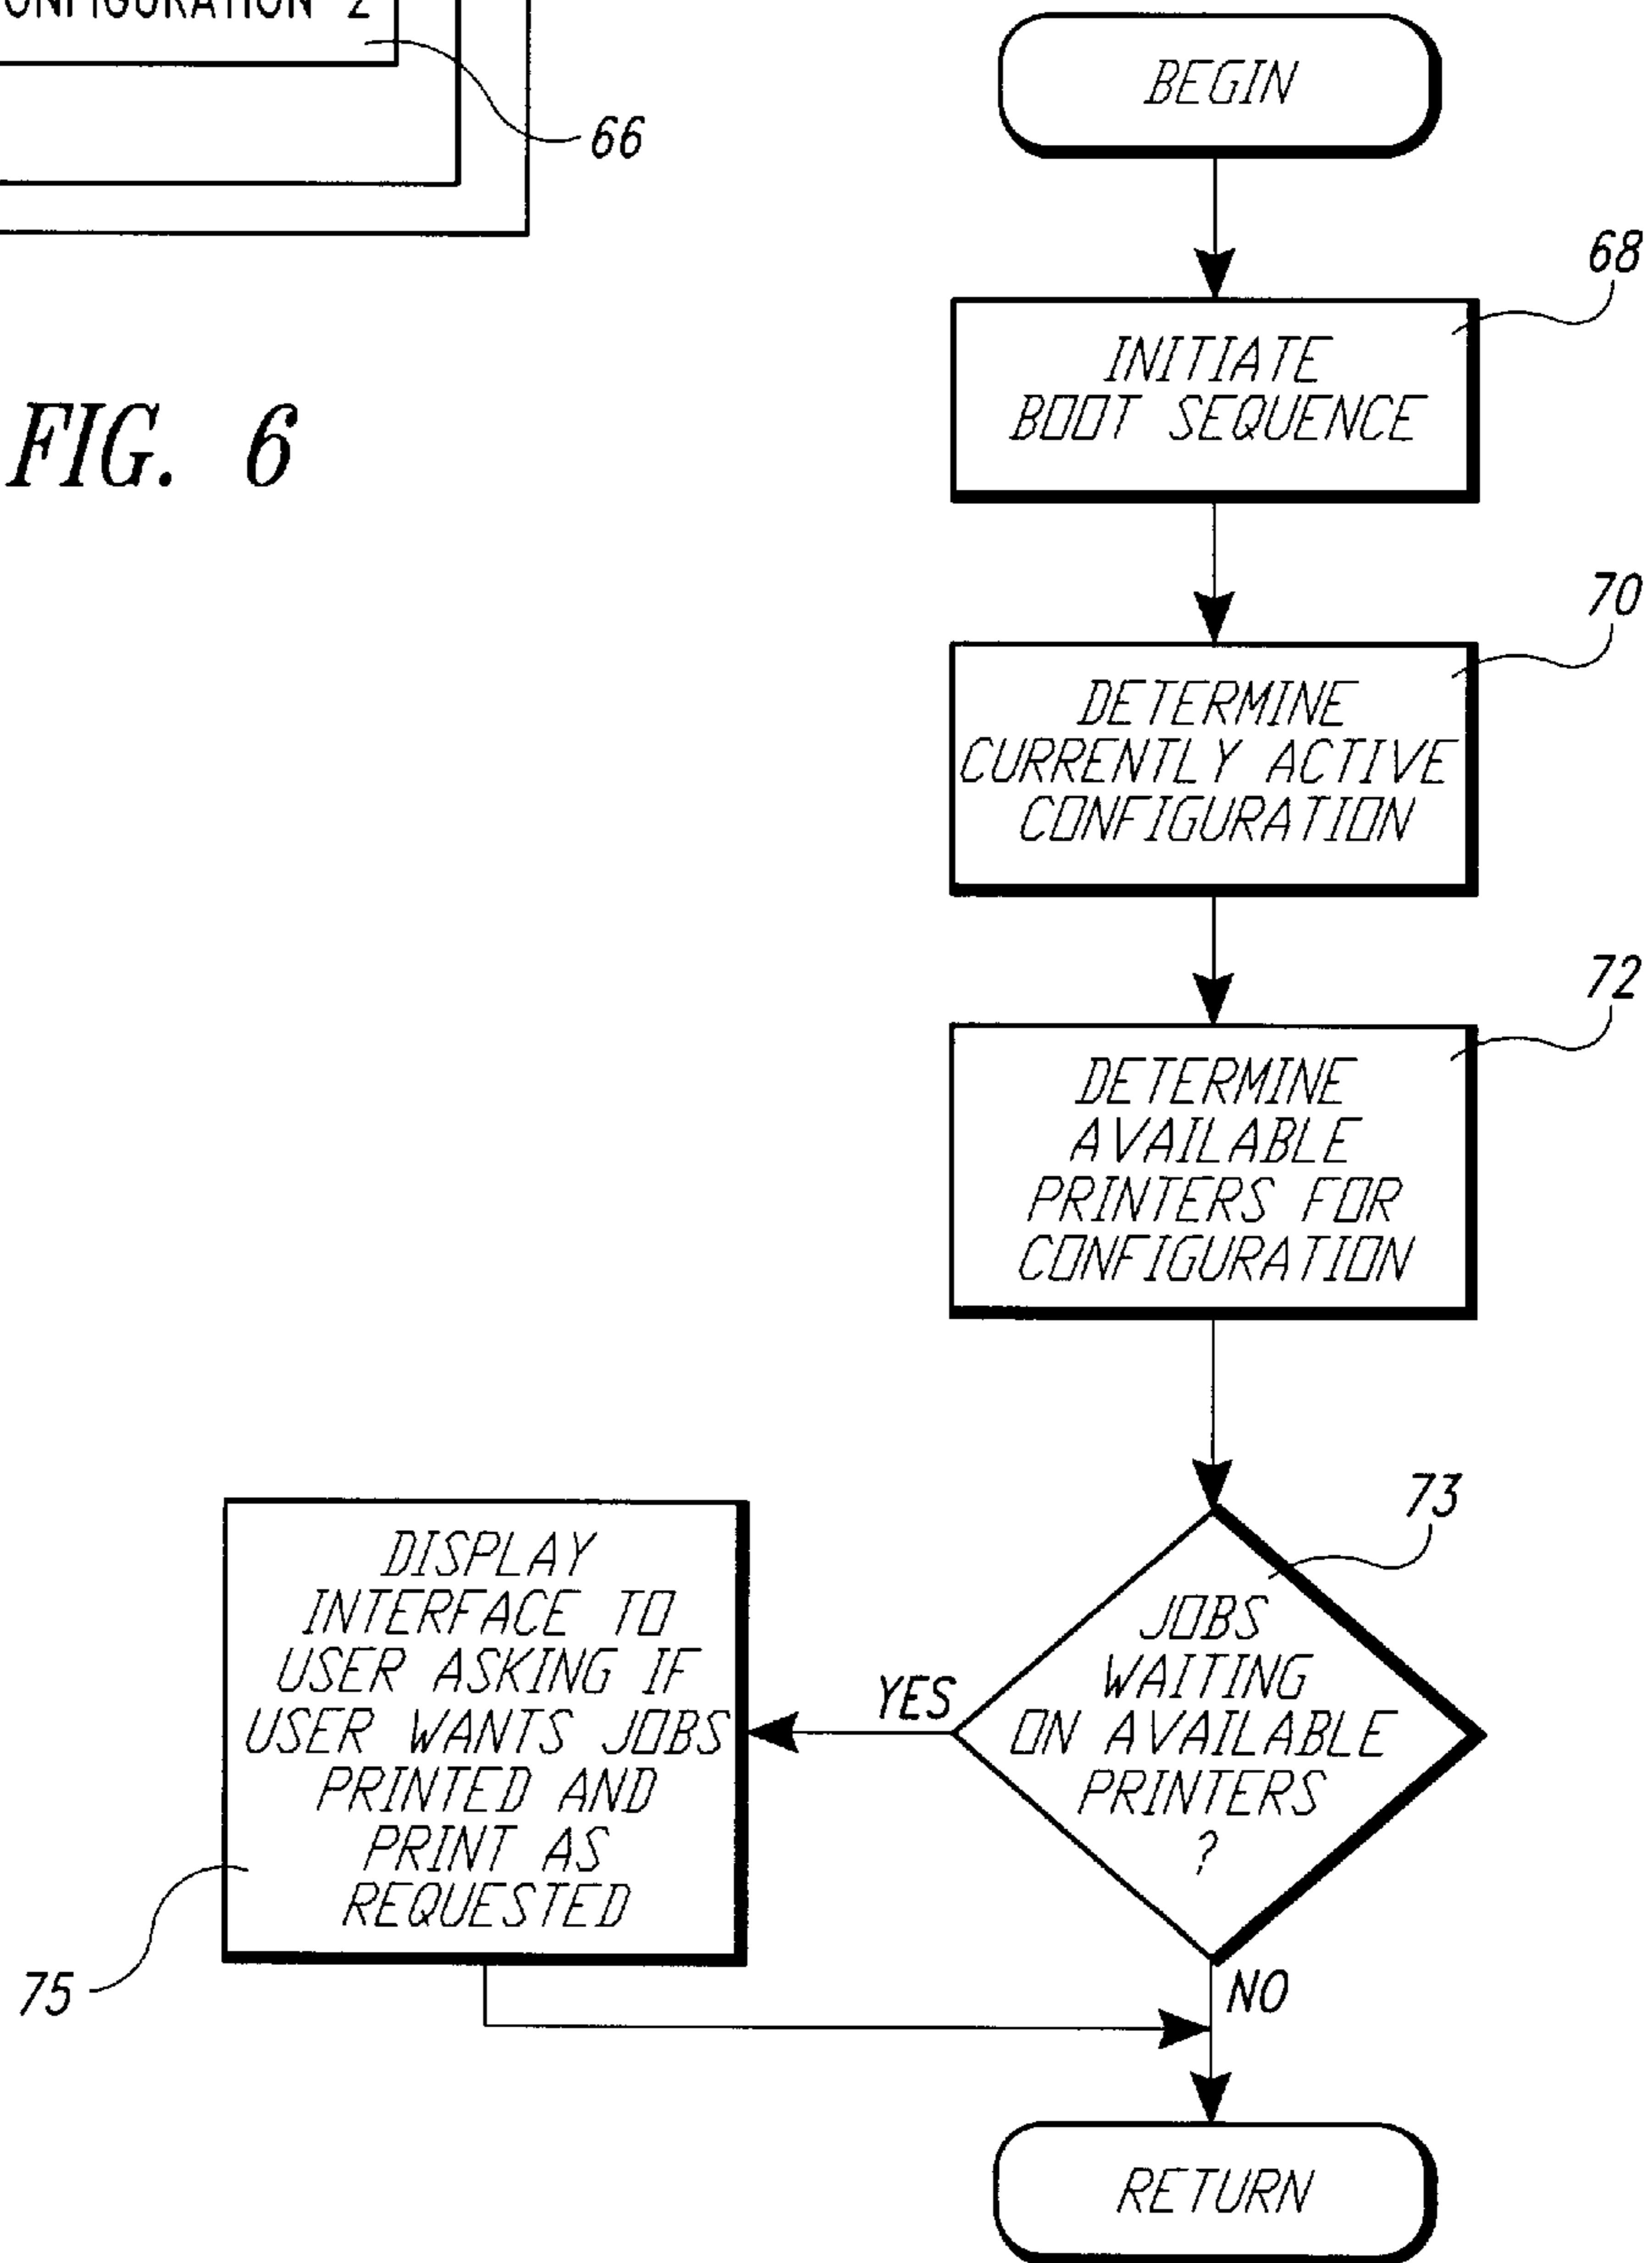 CONFIGURATION 2
66
FIG. 6
BEGIN
68
INITIATE
BOOT SEQUENCE
70
DETERMINE
CURRENTLY ACTIVE
CONFIGURATION
72
DETERMINE
AVAILABLE
PRINTERS FOR
CONFIGURATION
73
JOBS
WAITING
ON AVAILABLE
PRINTERS
?
YES
DISPLAY
INTERFACE TO
USER ASKING IF
USER WANTS JOBS
PRINTED AND
PRINT AS
REQUESTED
75
NO
RETURN